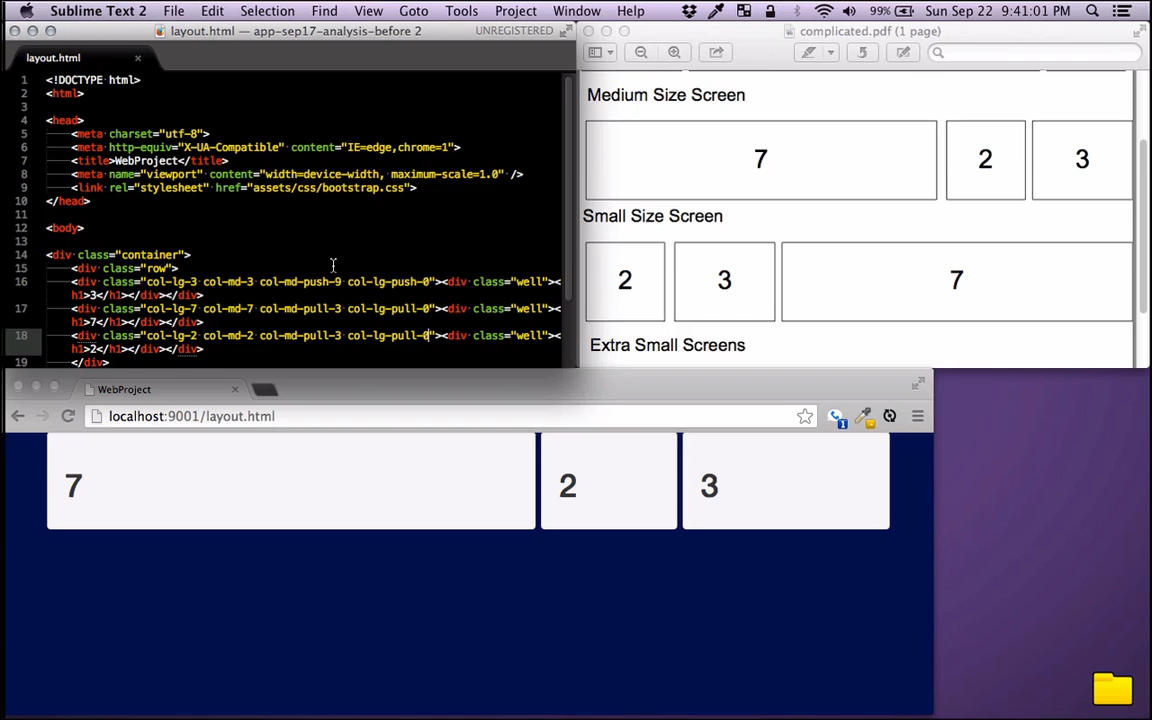 Sublime Text 2 File Edit Selection Find View Goto Tools Project Window Help 99% Sun Sep 22 9:41:01 PM
layout.html — app-sep17-analysis-before 2 UNREGISTERED
layout.html
1 <!DOCTYPE html>
2 <html>
3
4 <head>
5 <meta charset="utf-8">
6 <meta http-equiv="X-UA-Compatible" content="IE=edge,chrome=1">
7 <title>WebProject</title>
8 <meta name="viewport" content="width=device-width, maximum-scale=1.0" />
9 <link rel="stylesheet" href="assets/css/bootstrap.css">
10 </head>
11
12 <body>
13
14 <div class="container">
15 <div class="row">
16 <div class="col-lg-3 col-md-3 col-md-push-9 col-lg-push-0"><div class="well"><
h1>3</h1></div></div>
17 <div class="col-lg-7 col-md-7 col-md-pull-3 col-lg-pull-0"><div class="well"><
h1>7</h1></div></div>
18 <div class="col-lg-2 col-md-2 col-md-pull-3 col-lg-pull-0"><div class="well"><
h1>2</h1></div></div>
19 </div>
complicated.pdf (1 page)
Medium Size Screen
7 2 3
Small Size Screen
2 3 7
Extra Small Screens
WebProject
localhost:9001/layout.html
1
7 2 3